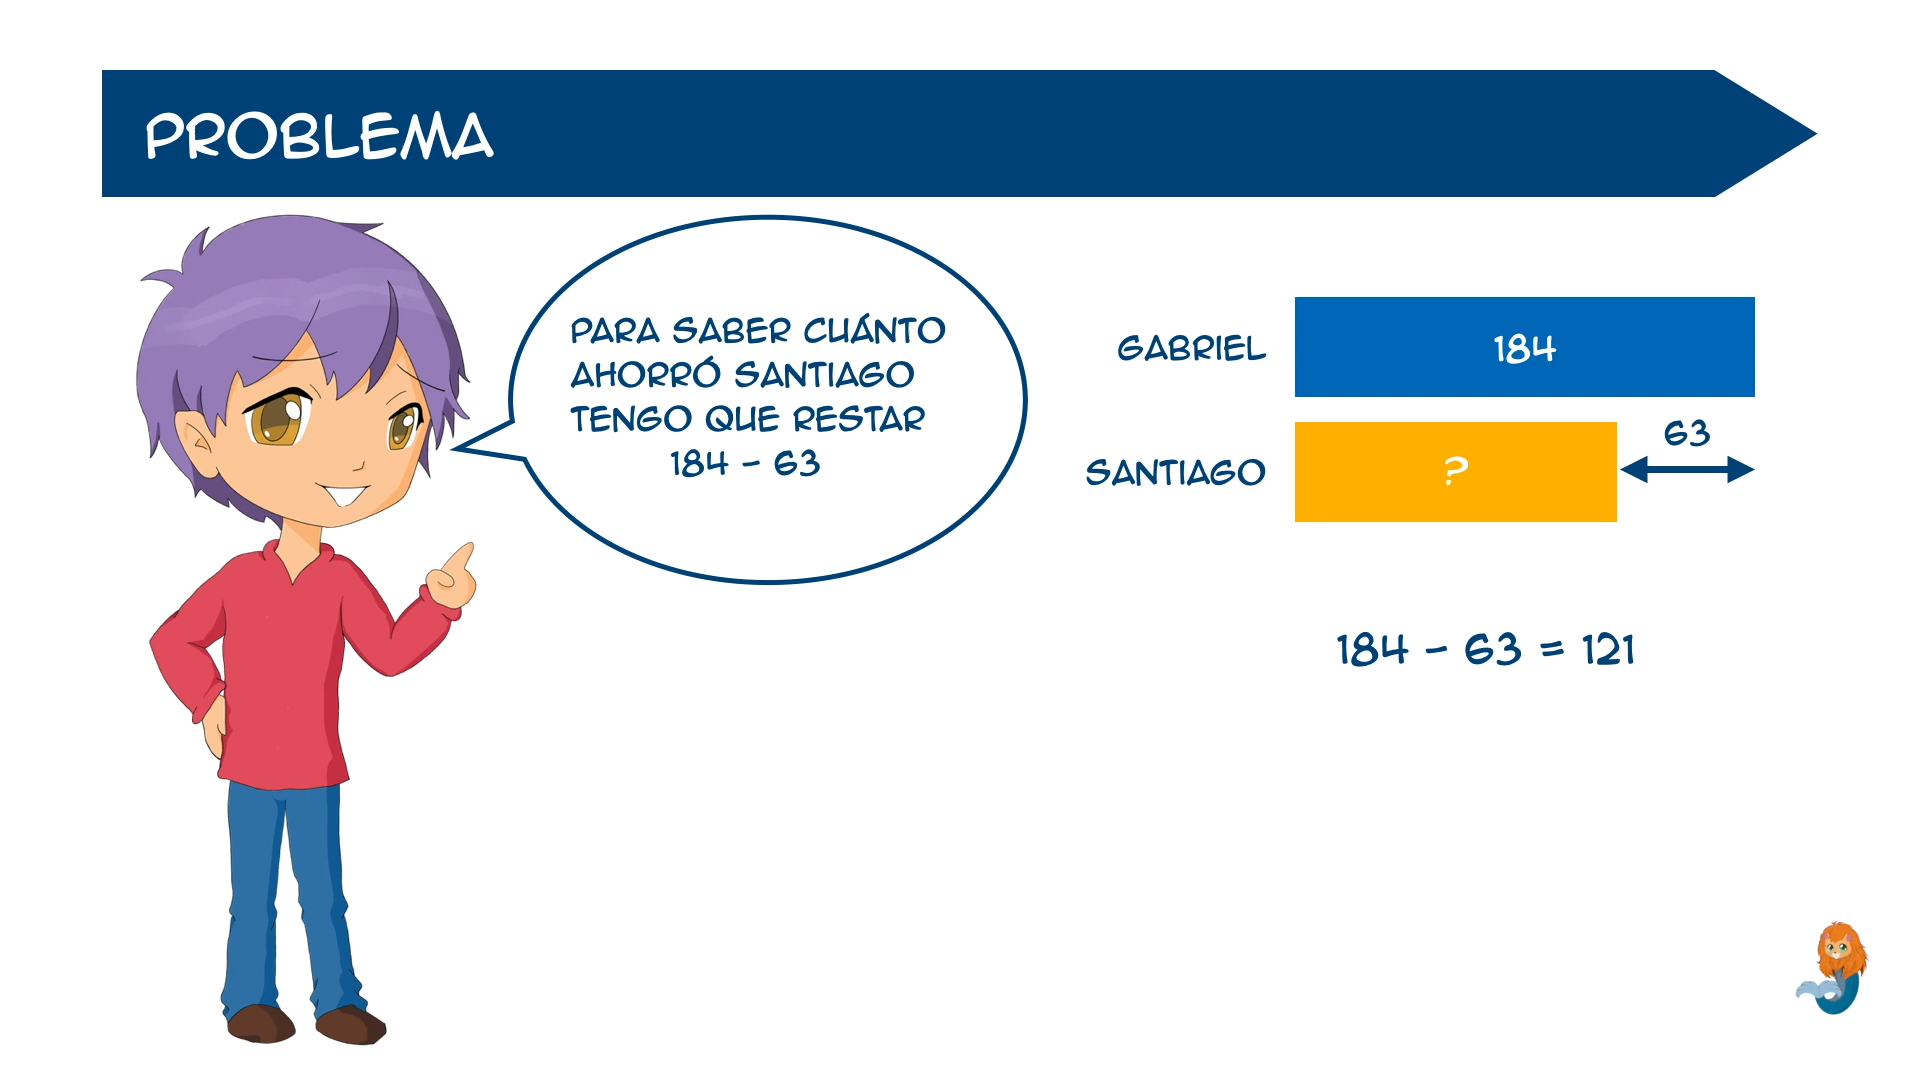 PROBLEMA
PARA SABER CUÁNTO
AHORRÓ SANTIAGO
TENGO QUE RESTAR
184 - 63
GABRIEL
184
63
SANTIAGO
?
184 - 63 = 121